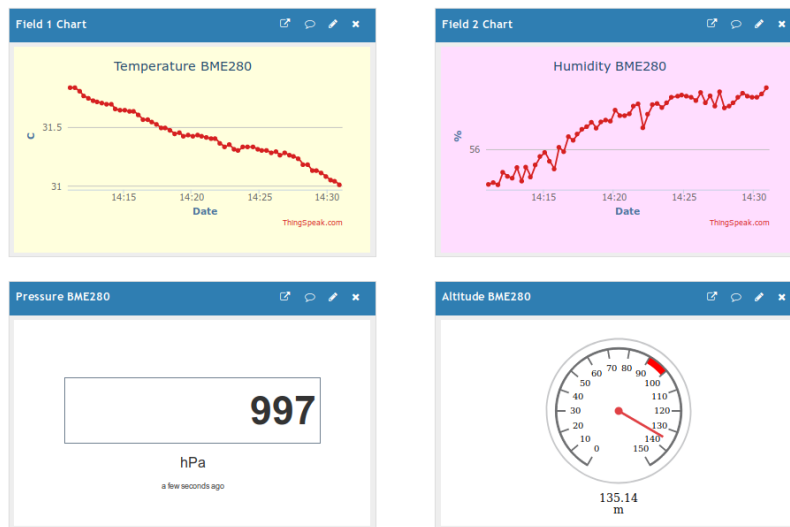 Field 1 Chart
Temperature BME280
C
31.5
31
14:15 14:20 14:25 14:30
Date
ThingSpeak.com
Field 2 Chart
Humidity BME280
%
56
14:15 14:20 14:25 14:30
Date
ThingSpeak.com
Pressure BME280
997
hPa
a few seconds ago
Altitude BME280
0 10 20 30 40 50 60 70 80 90 100 110 120 130 140 150
135.14
m